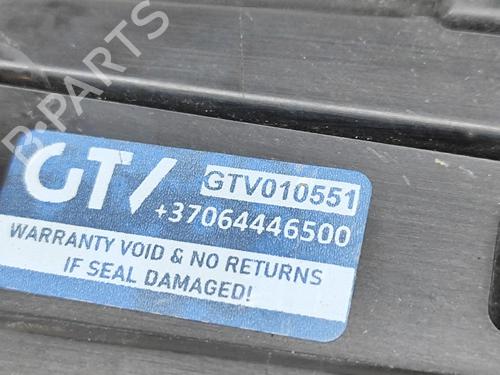 B-PARTS
GTV GTV010551
+37064446500
WARRANTY VOID & NO RETURNS
IF SEAL DAMAGED!